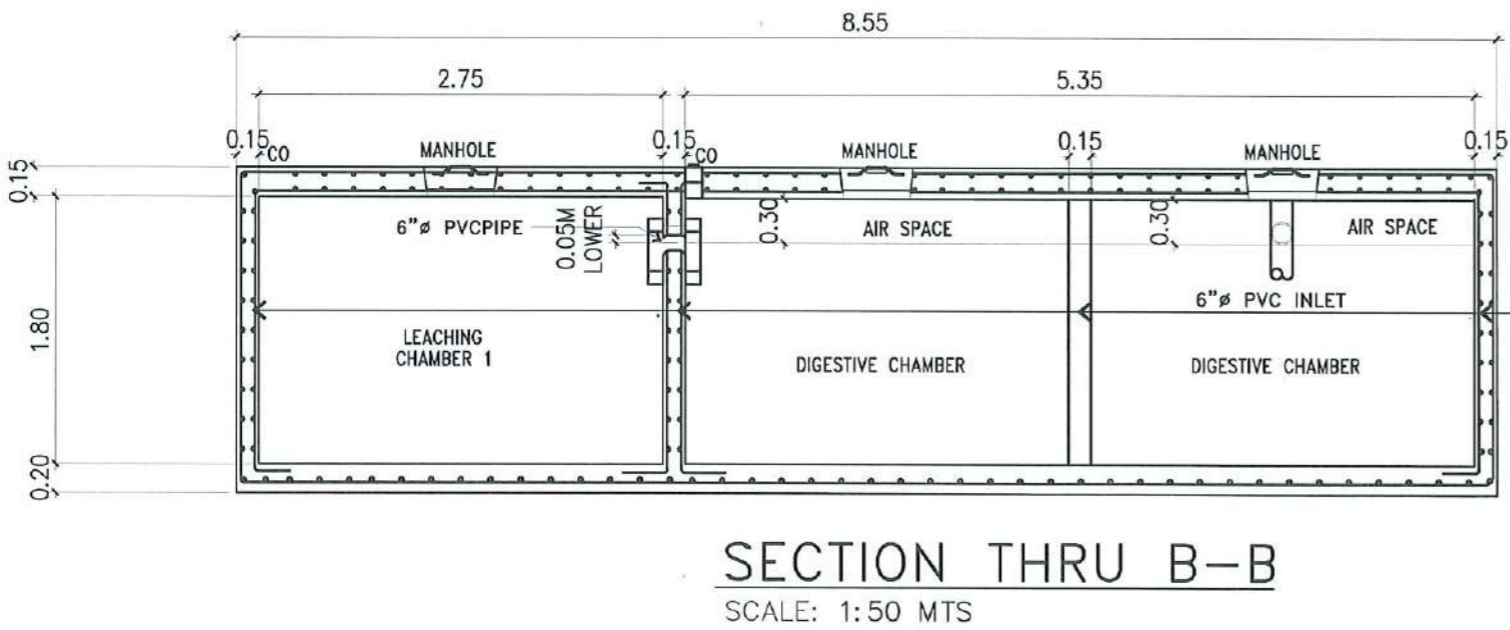 8.55
2.75
5.35
0.15
0.15
0.15
0.15
CO
MANHOLE
CO
MANHOLE
MANHOLE
0.15
6"ø PVCPIPE
0.05M
LOWER
0.30
AIR SPACE
0.30
AIR SPACE
6"ø PVC INLET
1.80
LEACHING
CHAMBER 1
DIGESTIVE CHAMBER
DIGESTIVE CHAMBER
0.20
SECTION THRU B-B
SCALE: 1:50 MTS